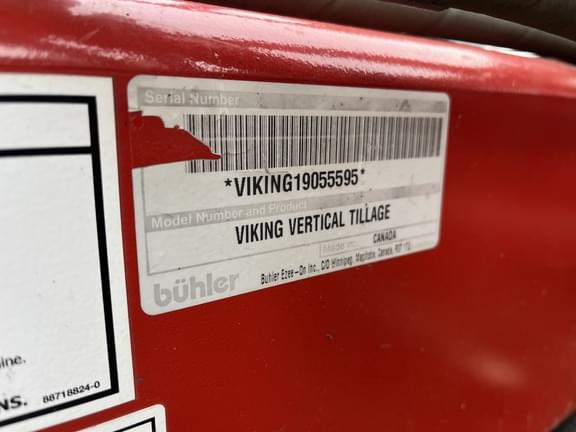 Serial Number
*VIKING19055595*
Model Number and Product
VIKING VERTICAL TILLAGE
Made in: CANADA
Buhler Ezee-On Inc., C/O Winnipeg, Manitoba, Canada, R0T
bühler
ine.
NS. 88718824-0